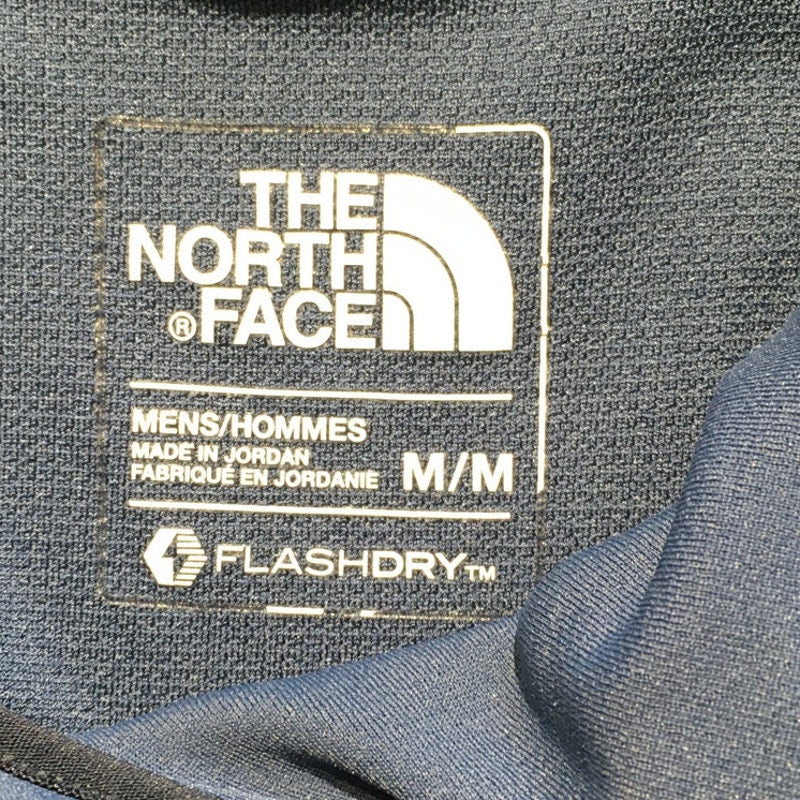 THE
NORTH
® FACE
MENS/HOMMES
MADE IN JORDAN
FABRIQUÉ EN JORDANIE
M/M
FLASHDRY™